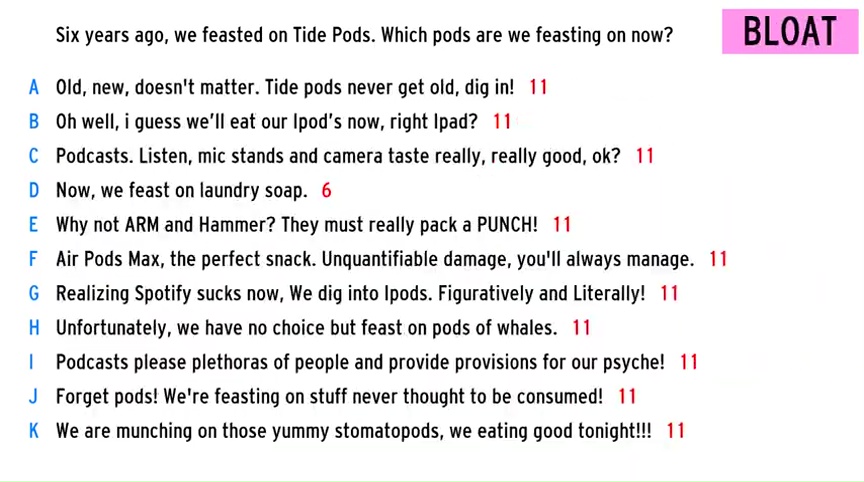 Six years ago, we feasted on Tide Pods. Which pods are we feasting on now?
BLOAT
A Old, new, doesn't matter. Tide pods never get old, dig in! 11
B Oh well, i guess we'll eat our Ipod's now, right Ipad? 11
C Podcasts. Listen, mic stands and camera taste really, really good, ok? 11
D Now, we feast on laundry soap. 6
E Why not ARM and Hammer? They must really pack a PUNCH! 11
F Air Pods Max, the perfect snack. Unquantifiable damage, you'll always manage. 11
G Realizing Spotify sucks now, We dig into Ipods. Figuratively and Literally! 11
H Unfortunately, we have no choice but feast on pods of whales. 11
I Podcasts please plethoras of people and provide provisions for our psyche! 11
J Forget pods! We're feasting on stuff never thought to be consumed! 11
K We are munching on those yummy stomatopods, we eating good tonight!!! 11